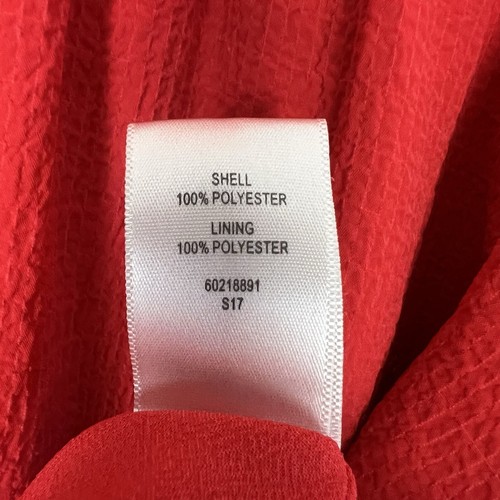 SHELL
100% POLYESTER
LINING
100% POLYESTER
60218891
S17